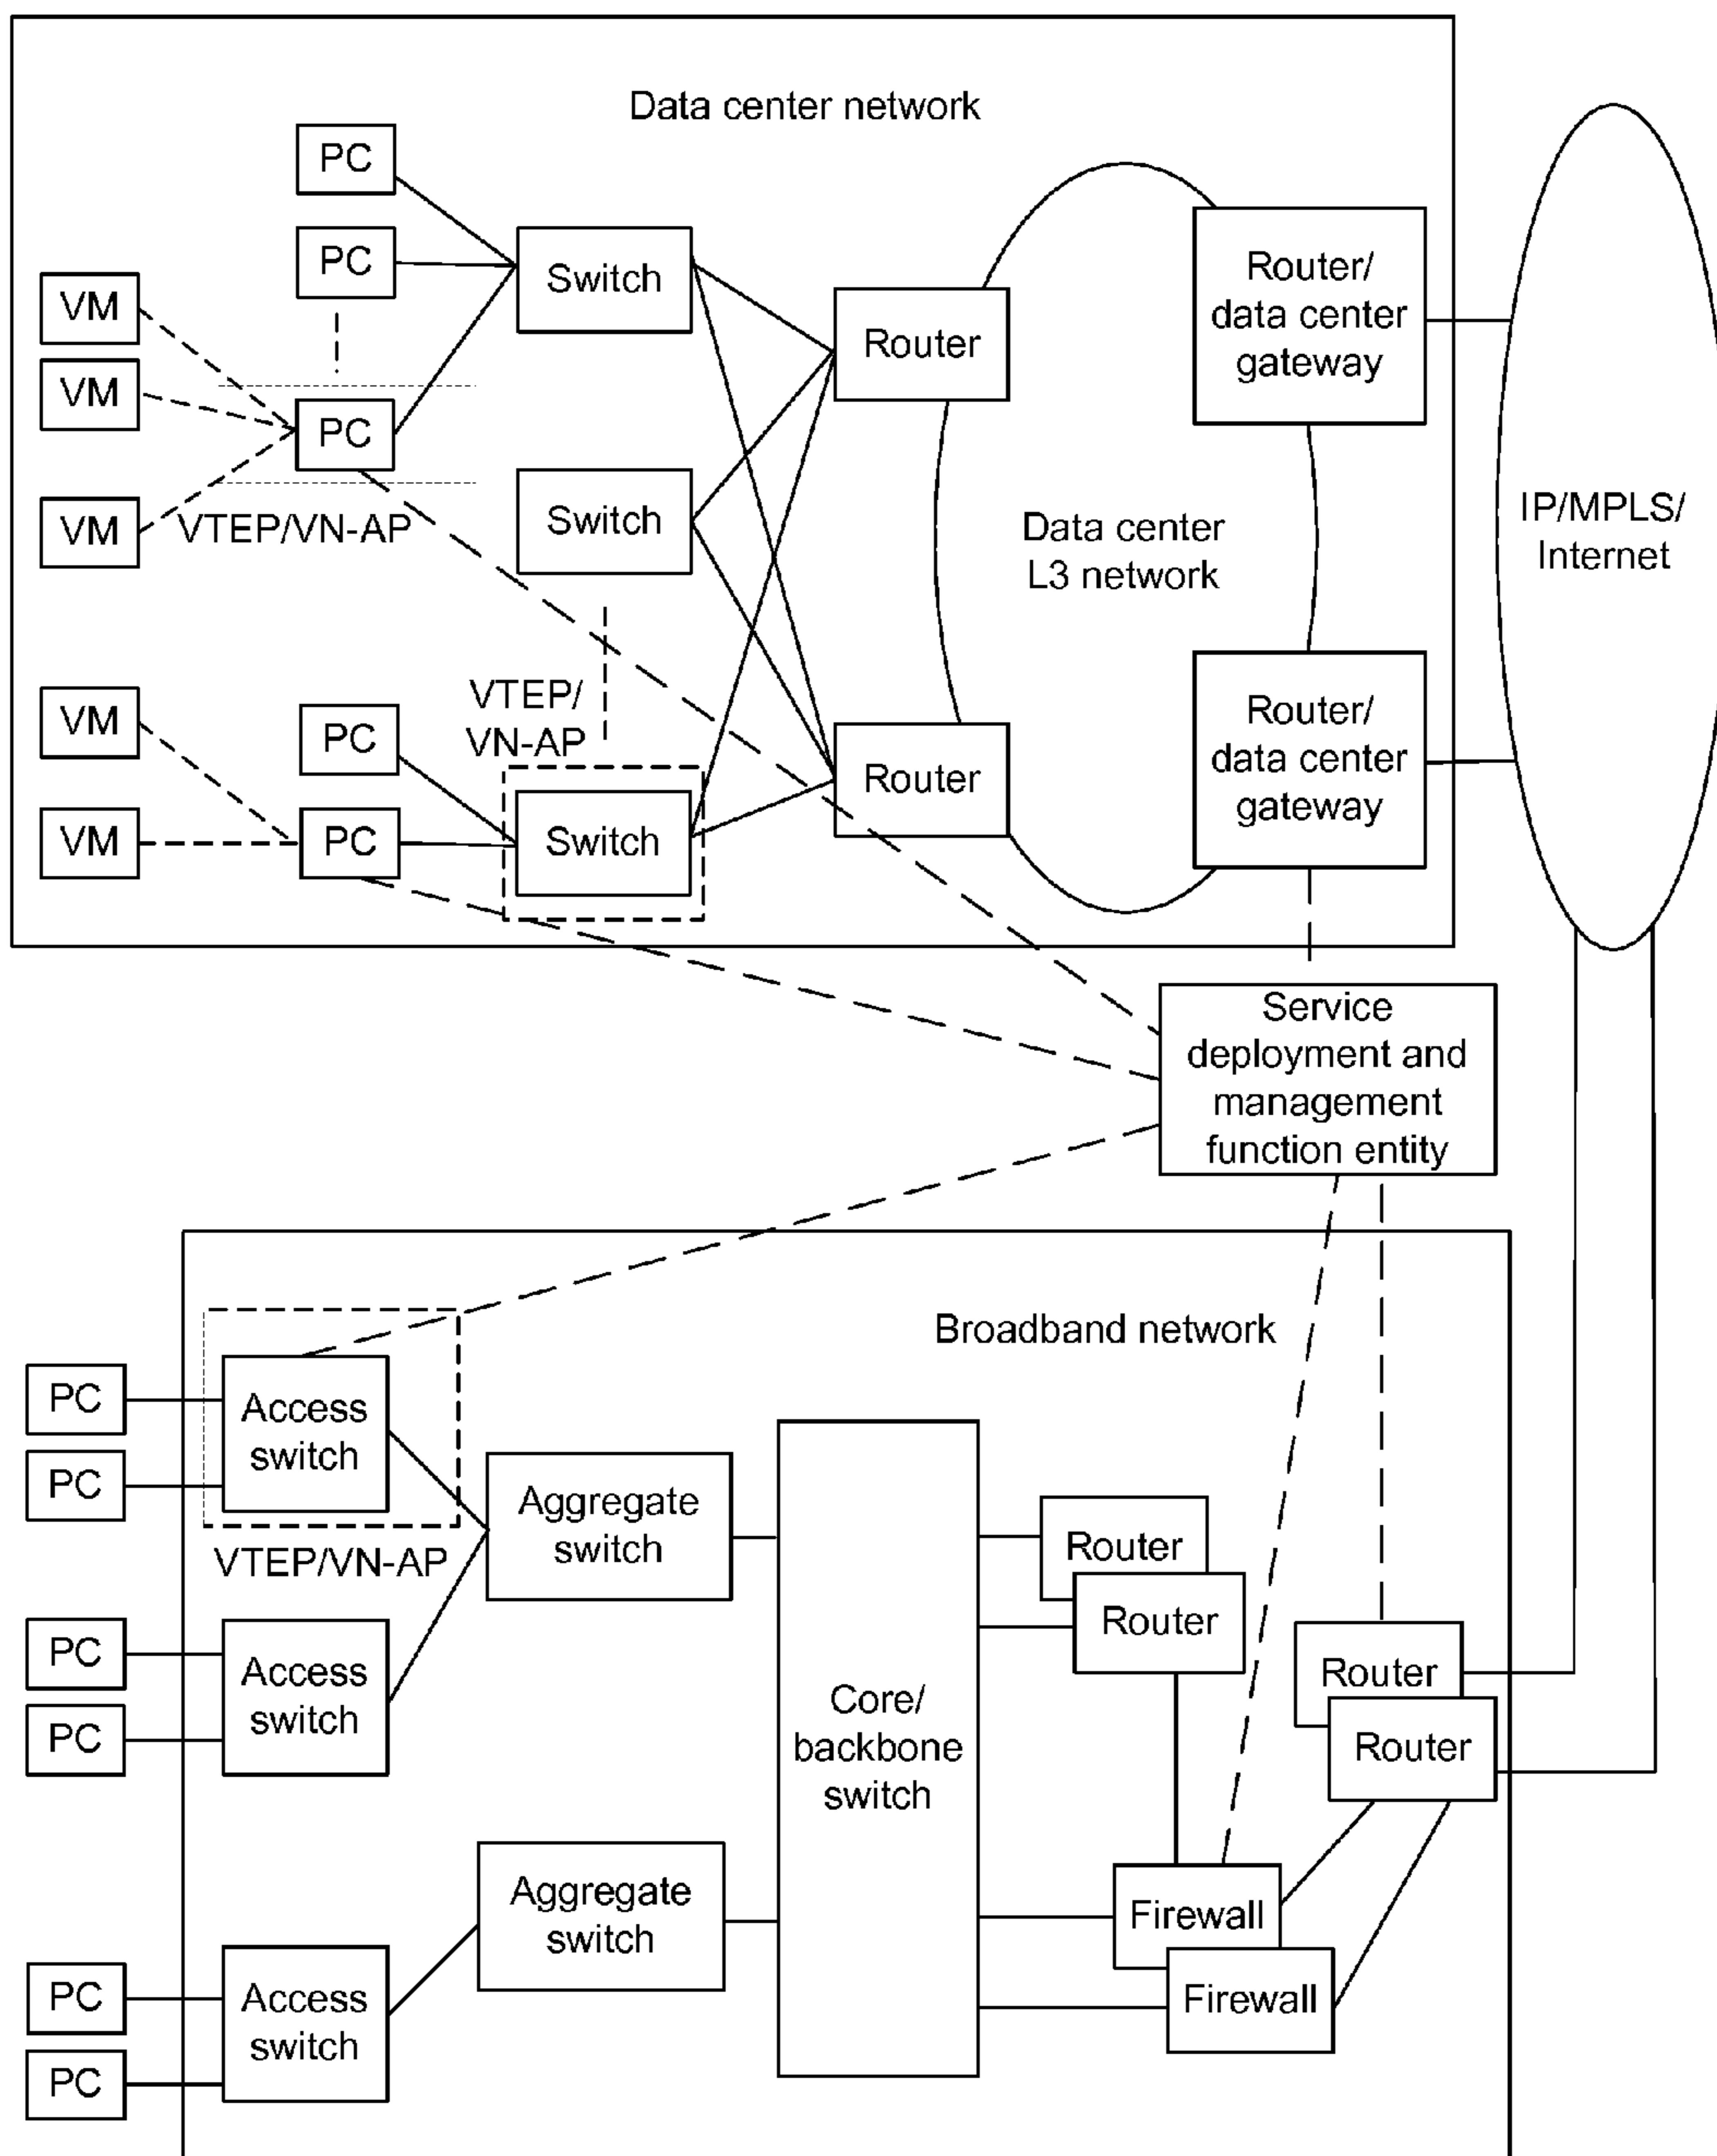 Data center network
PC
PC
Switch
Router/
data center
gateway
VM
Router
VM
PC
VM
VTEP/VN-AP
Switch
Data center
L3 network
IP/MPLS/
Internet
VM
PC
VTEP/
VN-AP
Router
Router/
data center
gateway
VM
PC
Switch
Service
deployment and
management
function entity
Broadband network
PC
Access
switch
PC
Aggregate
switch
Router
VTEP/VN-AP
Router
PC
Access
switch
PC
Core/
backbone
switch
Router
Router
Aggregate
switch
Firewall
PC
Access
switch
Firewall
PC